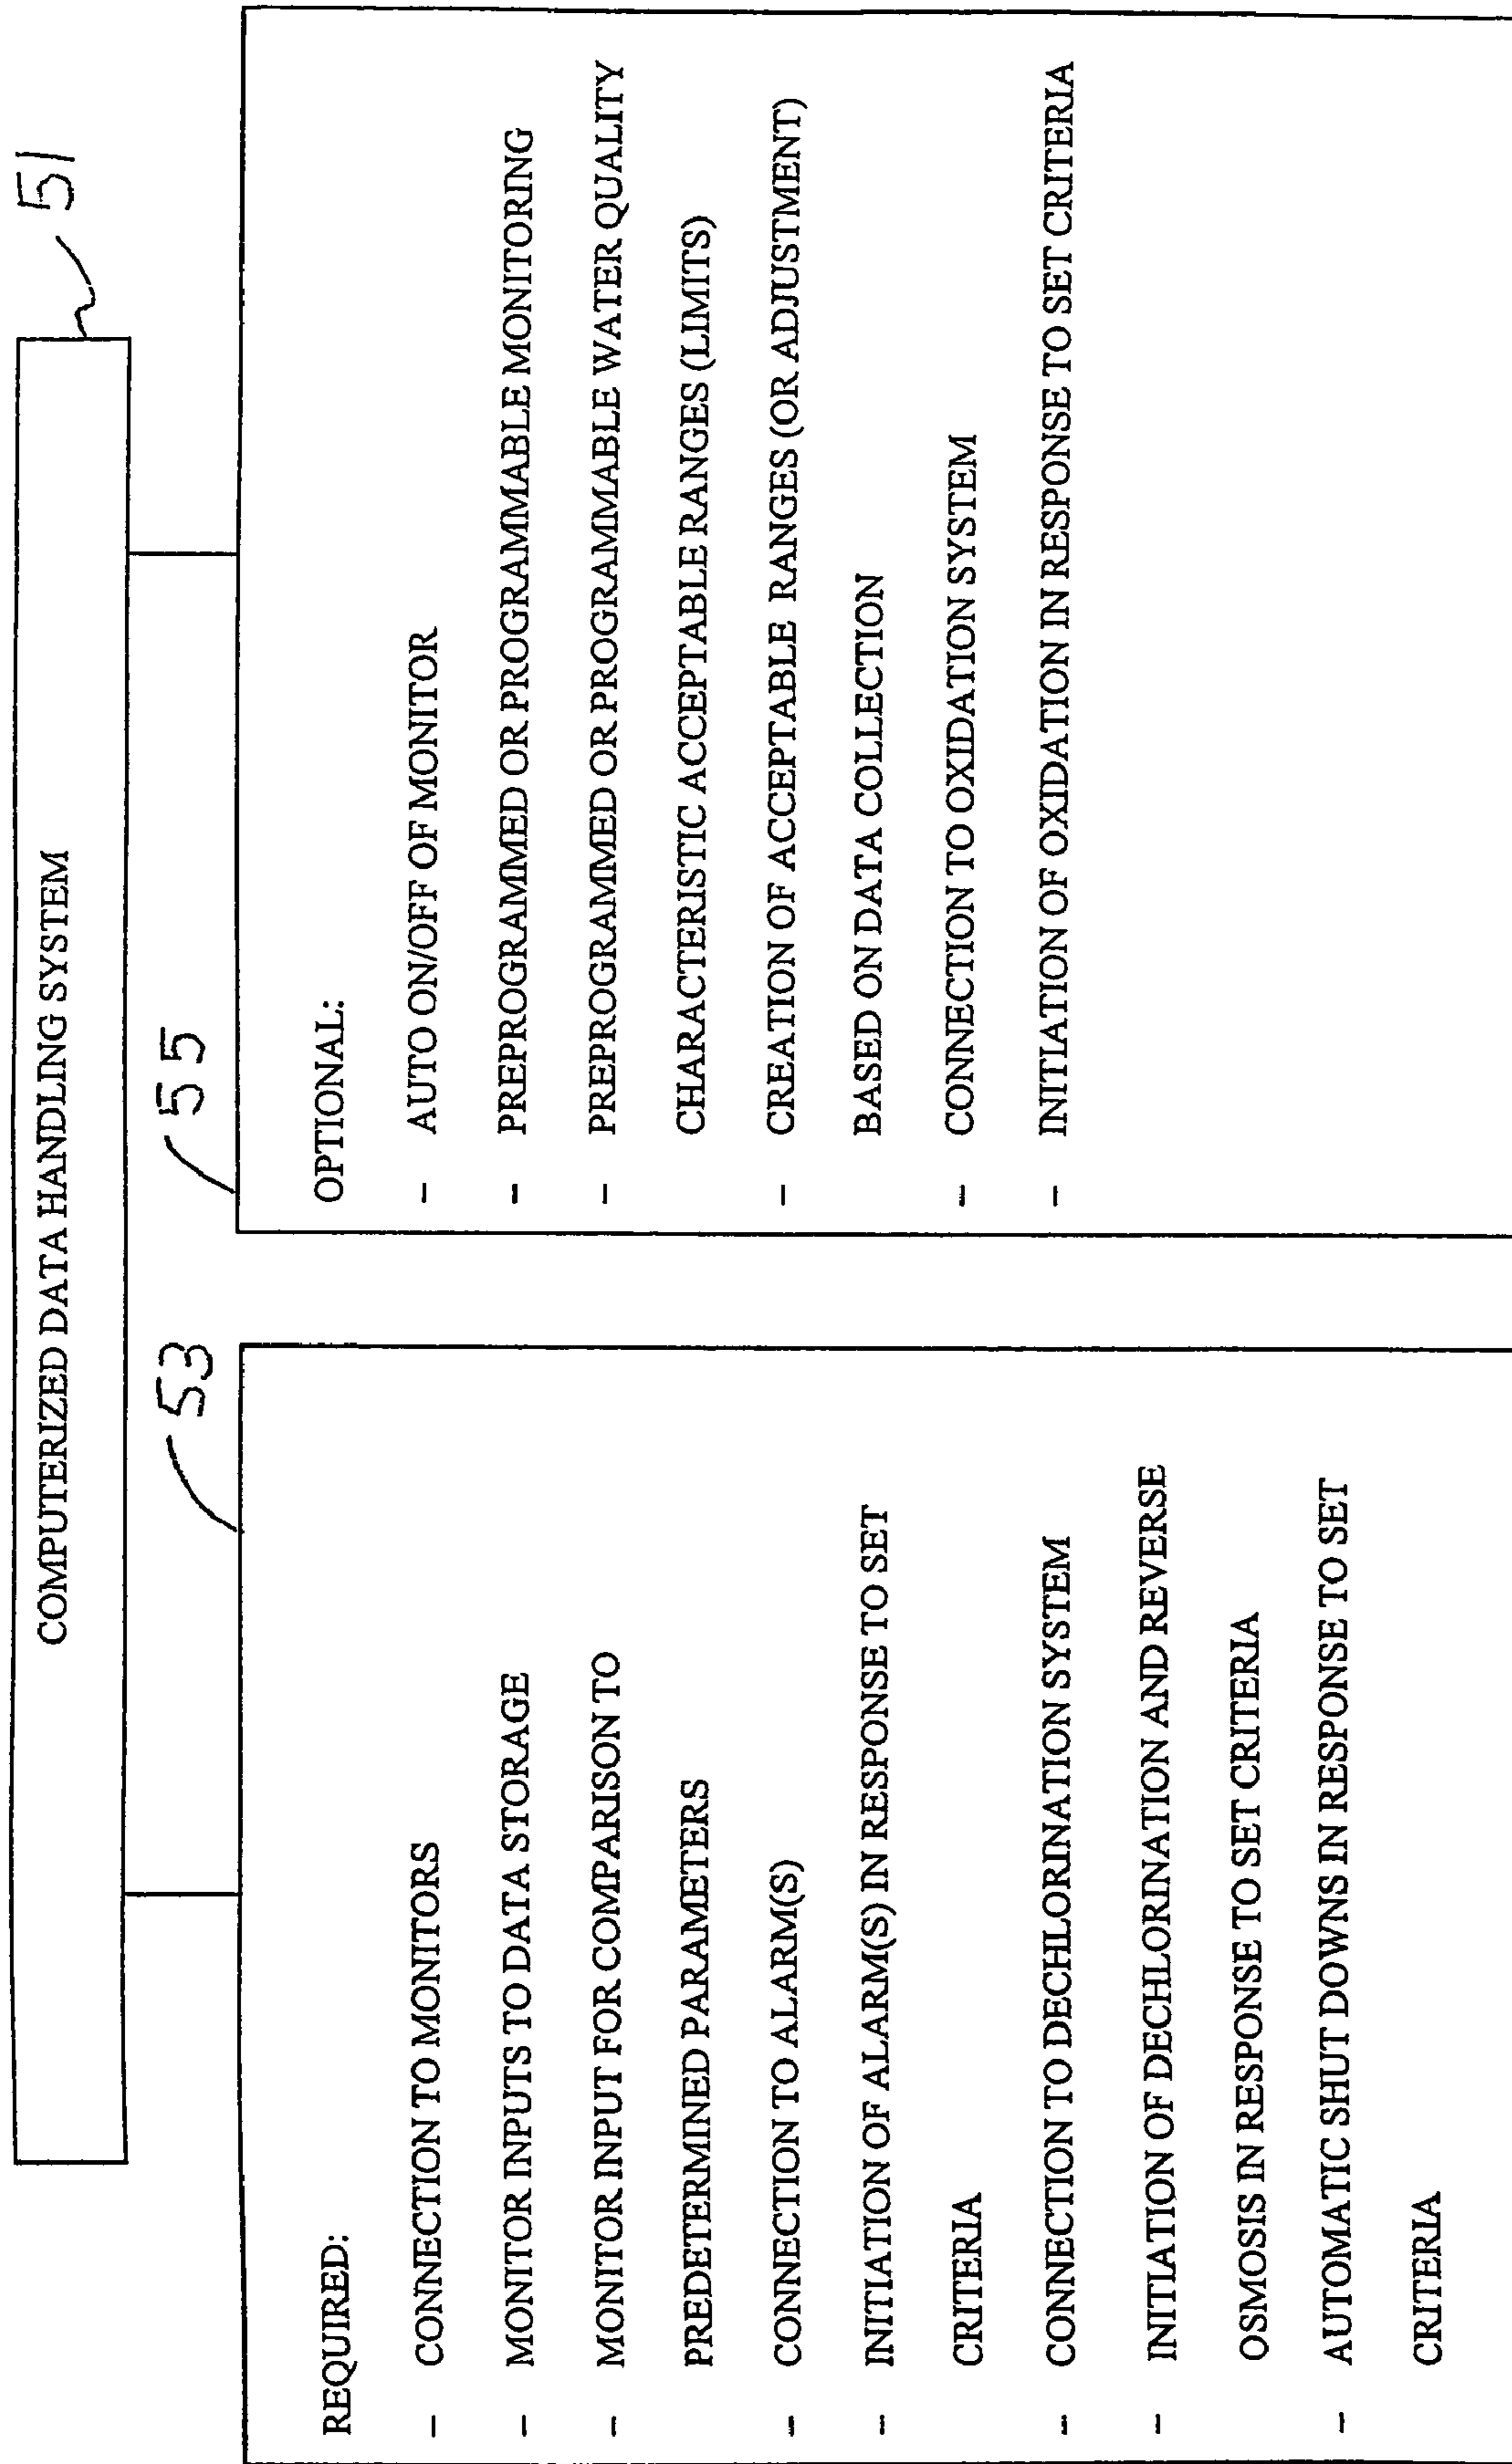 COMPUTERIZED DATA HANDLING SYSTEM
51
53
REQUIRED:
- CONNECTION TO MONITORS
- MONITOR INPUTS TO DATA STORAGE
- MONITOR INPUT FOR COMPARISON TO
PREDETERMINED PARAMETERS
- CONNECTION TO ALARM(S)
- INITIATION OF ALARM(S) IN RESPONSE TO SET
CRITERIA
- CONNECTION TO DECHLORINATION SYSTEM
- INITIATION OF DECHLORINATION AND REVERSE
OSMOSIS IN RESPONSE TO SET CRITERIA
- AUTOMATIC SHUT DOWNS IN RESPONSE TO SET
CRITERIA
55
OPTIONAL:
- AUTO ON/OFF OF MONITOR
- PREPROGRAMMED OR PROGRAMMABLE MONITORING
- PREPROGRAMMED OR PROGRAMMABLE WATER QUALITY
CHARACTERISTIC ACCEPTABLE RANGES (LIMITS)
- CREATION OF ACCEPTABLE RANGES (OR ADJUSTMENT)
BASED ON DATA COLLECTION
- CONNECTION TO OXIDATION SYSTEM
- INITIATION OF OXIDATION IN RESPONSE TO SET CRITERIA